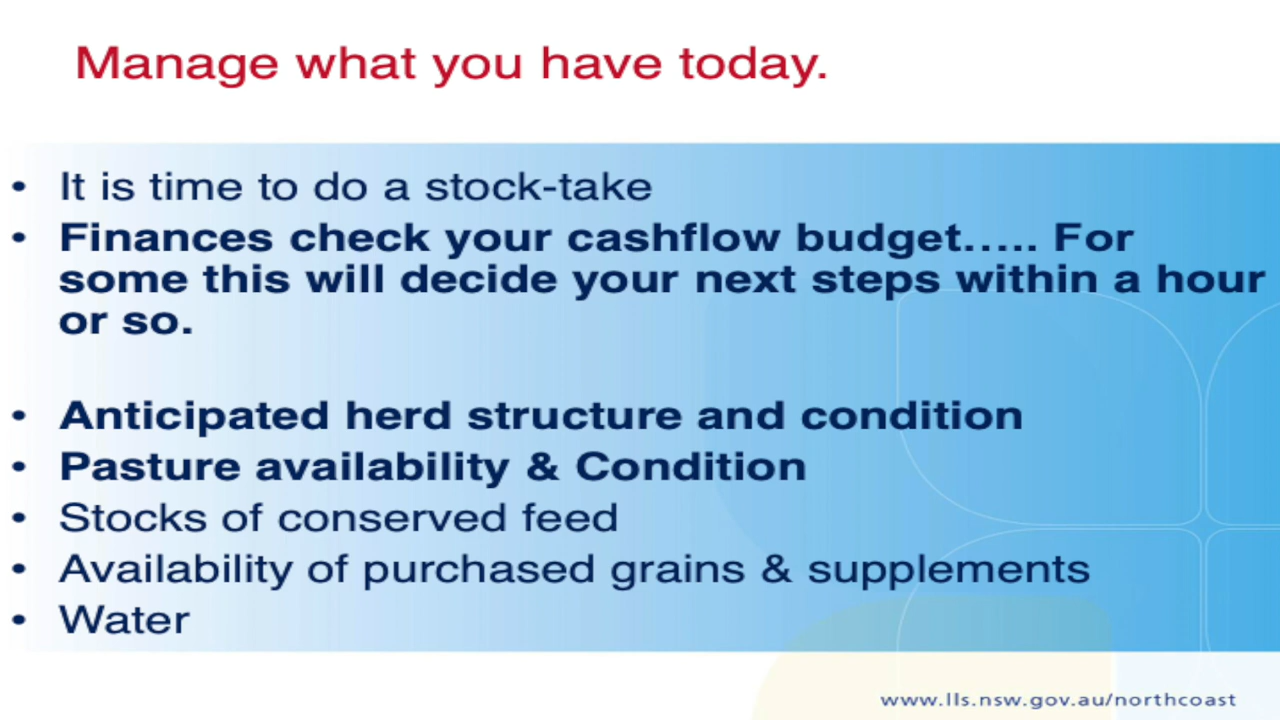 Manage what you have today.
• It is time to do a stock-take
• Finances check your cashflow budget….. For
some this will decide your next steps within a hour
or so.
• Anticipated herd structure and condition
• Pasture availability & Condition
• Stocks of conserved feed
• Availability of purchased grains & supplements
• Water
www.lls.nsw.gov.au/northcoast